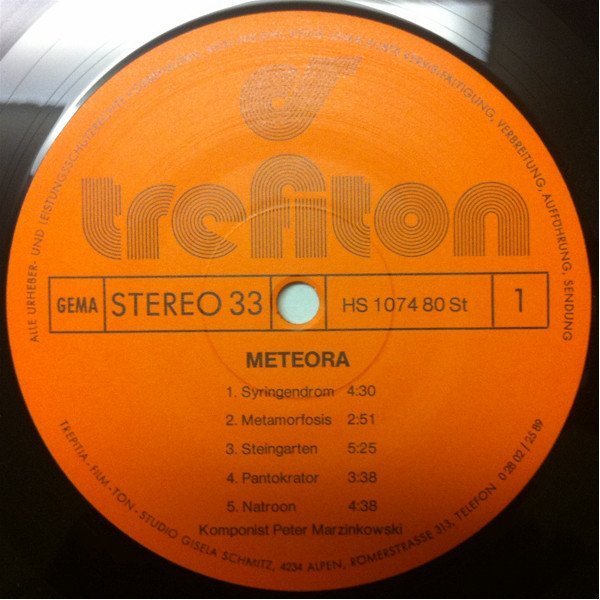 ALLE URHEBER- UND LEISTUNGSSCHUTZRECHTE VERVIELFÄLTIGUNG, VERBREITUNG, AUFFÜHRUNG, SENDUNG
trefiton
GEMA STEREO 33 HS 1074 80 St 1
METEORA
1. Syringendrom 4:30
2. Metamorfosis 2:51
3. Steingarten 5:25
4. Pantokrator 3:38
5. Natroon 4:38
Komponist Peter Marzinkowski
TREPITJA-FILM-TON-STUDIO GISELA SCHMITZ, 4234 ALPEN, RÖMERSTRASSE 313, TELEFON 0 28 02 / 25 89